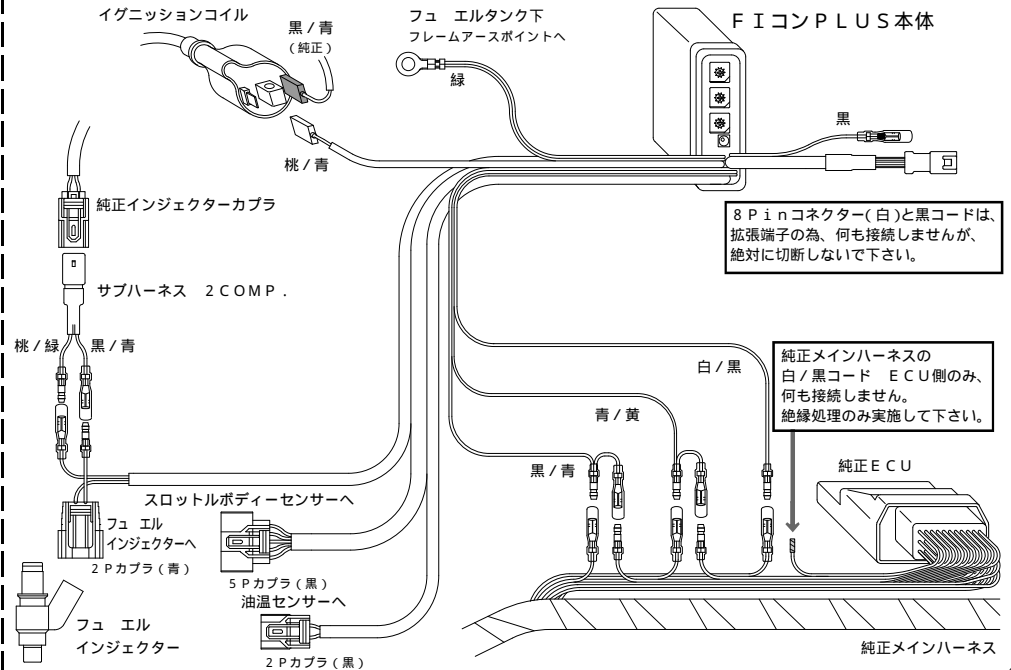 イグニッションコイル
黒/青
(純正)
フュエルタンク下
フレームアースポイントへ
緑
FIコンPLUS本体
黒
桃/青
純正インジェクターカプラ
8Pinコネクター(白)と黒コードは、
拡張端子の為、何も接続しませんが、
絶対に切断しないで下さい。
サブハーネス 2COMP.
桃/緑
黒/青
白/黒
純正メインハーネスの
白/黒コード ECU側のみ、
何も接続しません。
絶縁処理のみ実施して下さい。
青/黄
黒/青
純正ECU
スロットルボディーセンサーへ
フュエル
インジェクターへ
2Pカプラ(青)
5Pカプラ(黒)
油温センサーへ
フュエル
インジェクター
2Pカプラ(黒)
純正メインハーネス